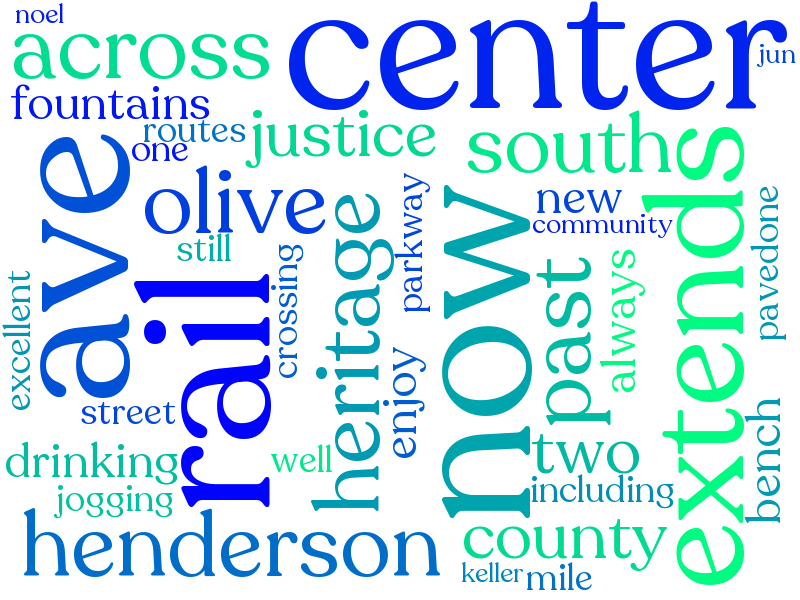 noel
across
center
jun
fountains
routes
one
justice
south
ave
olive
still
rail
crossing
heritage
parkway
now
new
community
extends
pavedone
past
always
excellent
street
enjoy
drinking
well
jogging
two
including
bench
henderson
county
keller
mile